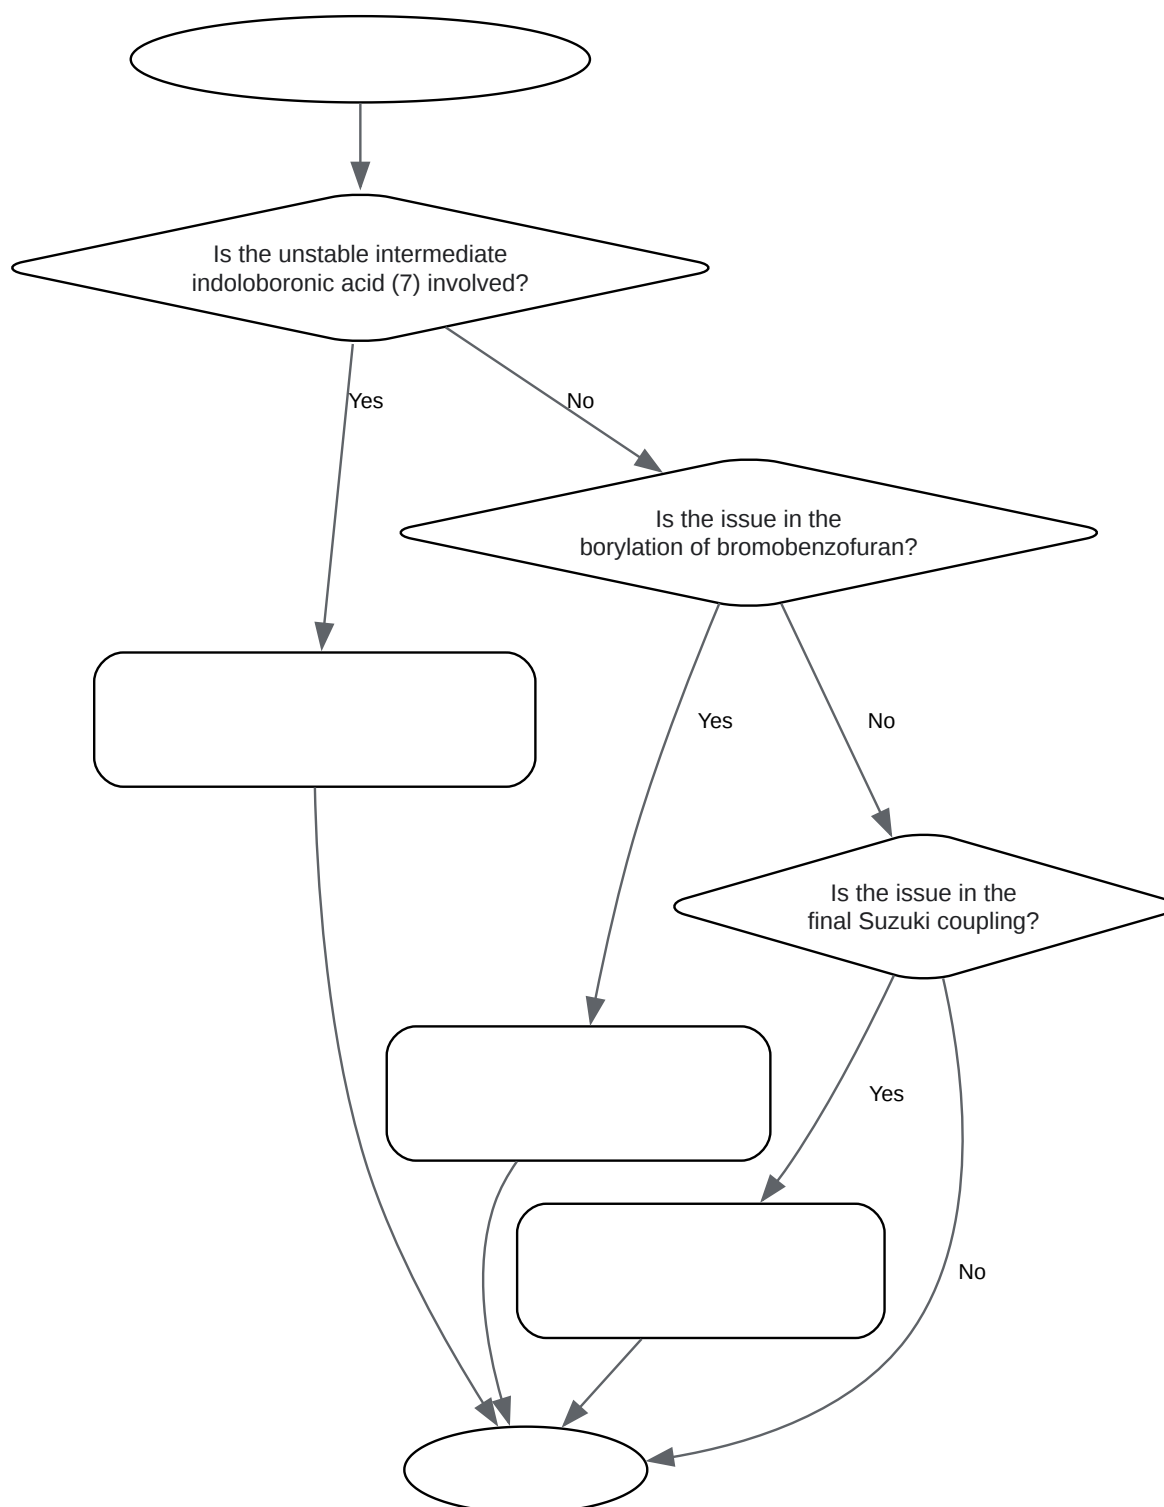 Is the unstable intermediate
indoloboronic acid (7) involved?
Yes
No
Is the issue in the
borylation of bromobenzofuran?
Yes
No
Is the issue in the
final Suzuki coupling?
Yes
No